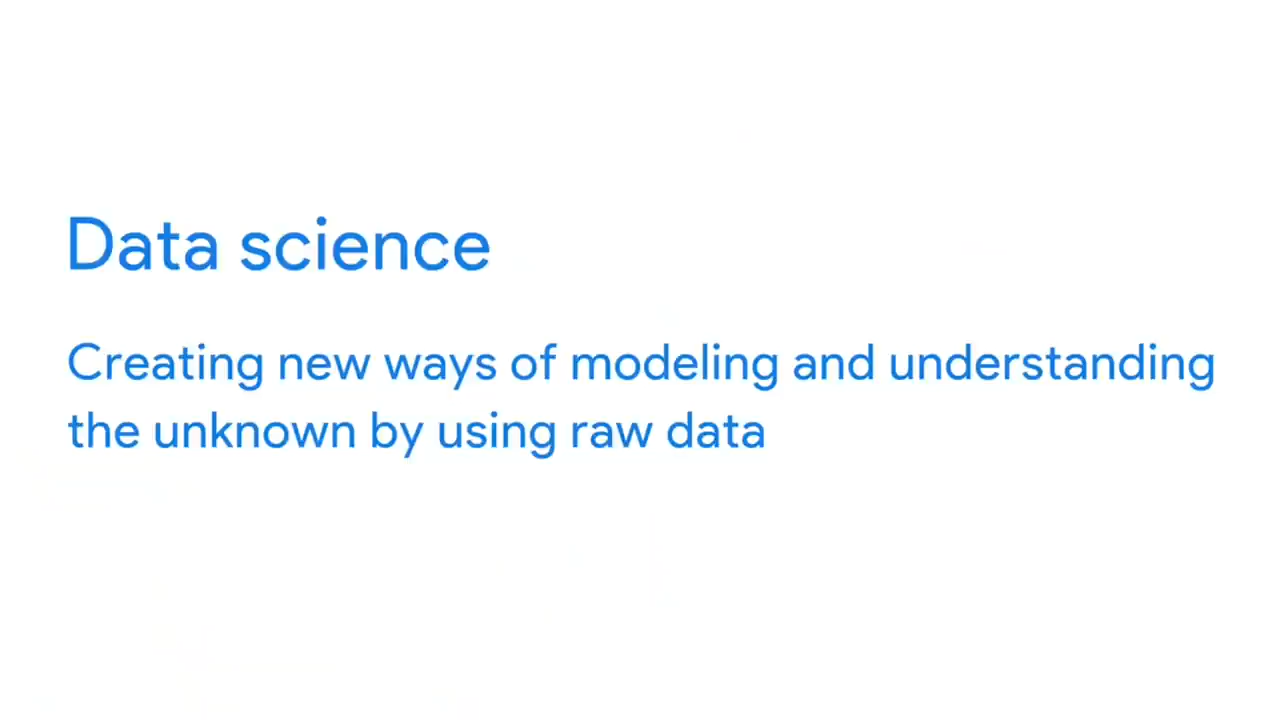 Data science
Creating new ways of modeling and understanding
the unknown by using raw data